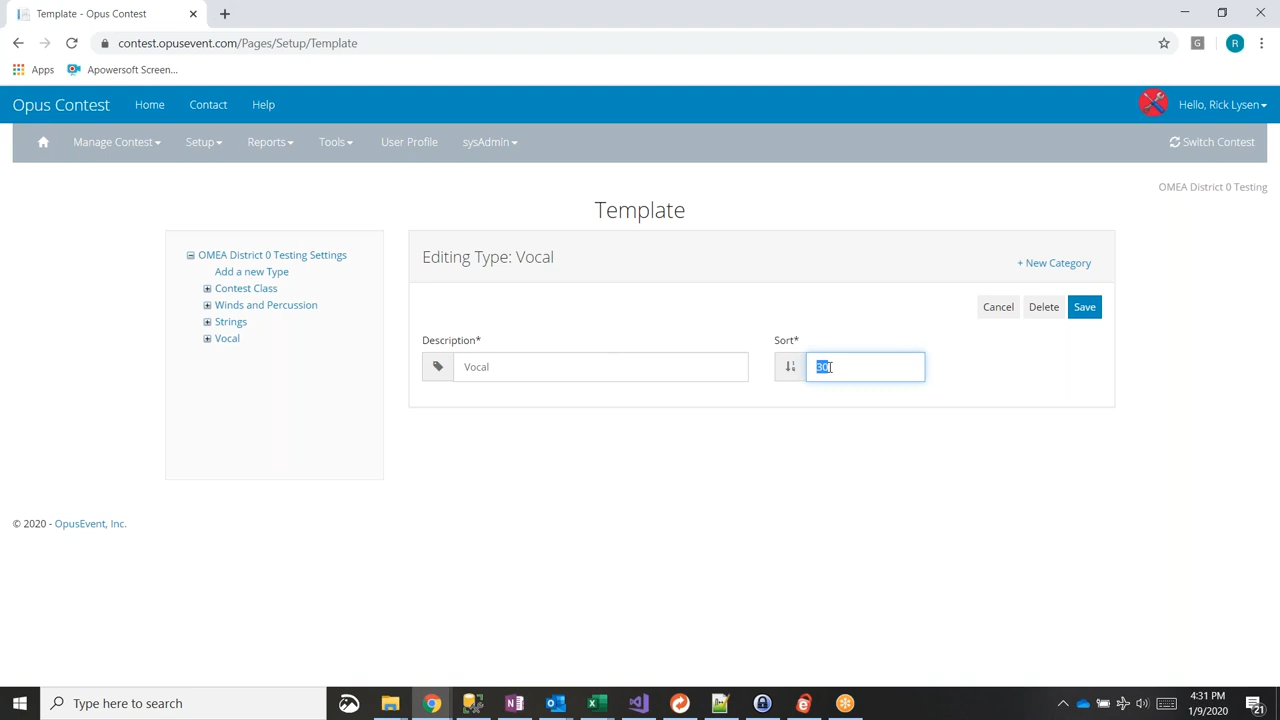 Template - Opus Contest
contest.opusevent.com/Pages/Setup/Template
G
R
Apps
Apowersoft Screen...
Opus Contest
Home
Contact
Help
Hello, Rick Lysen
Manage Contest
Setup
Reports
Tools
User Profile
sysAdmin
Switch Contest
OMEA District 0 Testing
Template
OMEA District 0 Testing Settings
Add a new Type
Contest Class
Winds and Percussion
Strings
Vocal
Editing Type: Vocal
+ New Category
Cancel
Delete
Save
Description*
Sort*
Vocal
30
© 2020 - OpusEvent, Inc.
Type here to search
4:31 PM
1/9/2020
21